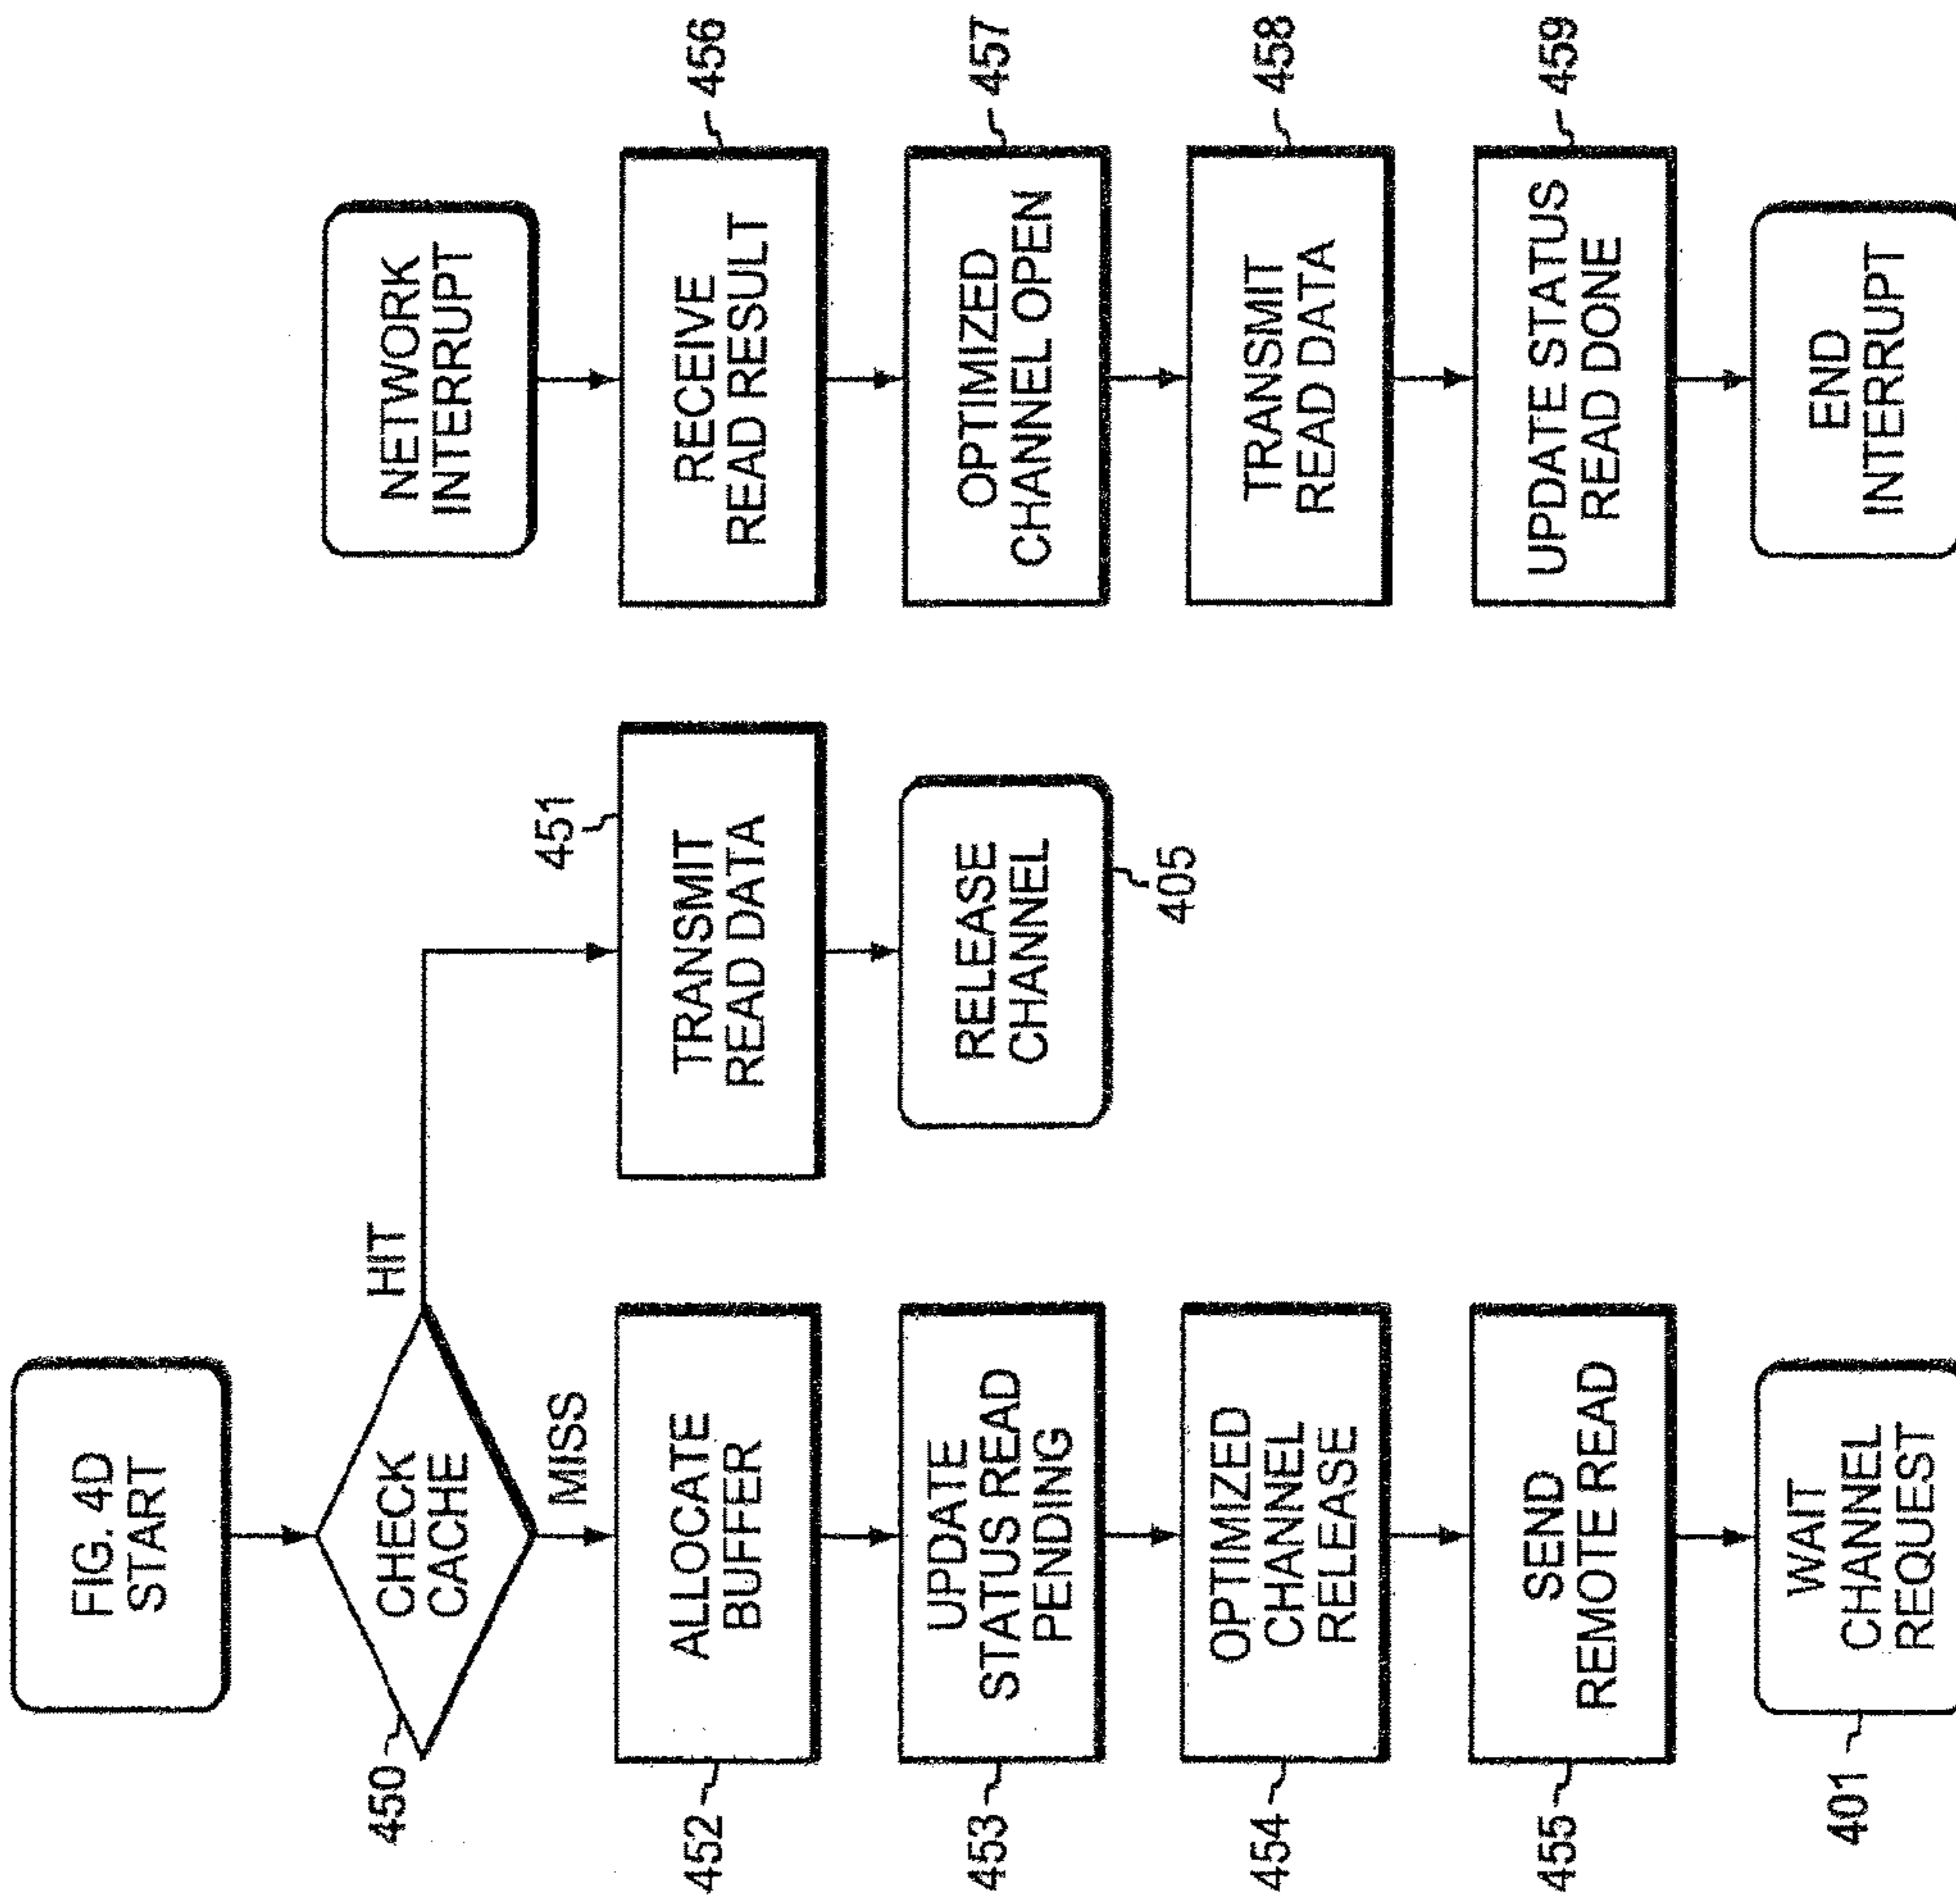 FIG. 4D
START
450
CHECK
CACHE
HIT
MISS
452
ALLOCATE
BUFFER
453
UPDATE
STATUS READ
PENDING
454
OPTIMIZED
CHANNEL
RELEASE
455
SEND
REMOTE READ
401
WAIT
CHANNEL
REQUEST
451
TRANSMIT
READ DATA
RELEASE
CHANNEL
405
NETWORK
INTERRUPT
RECEIVE
READ RESULT
456
OPTIMIZED
CHANNEL OPEN
457
TRANSMIT
READ DATA
458
UPDATE STATUS
READ DONE
459
END
INTERRUPT